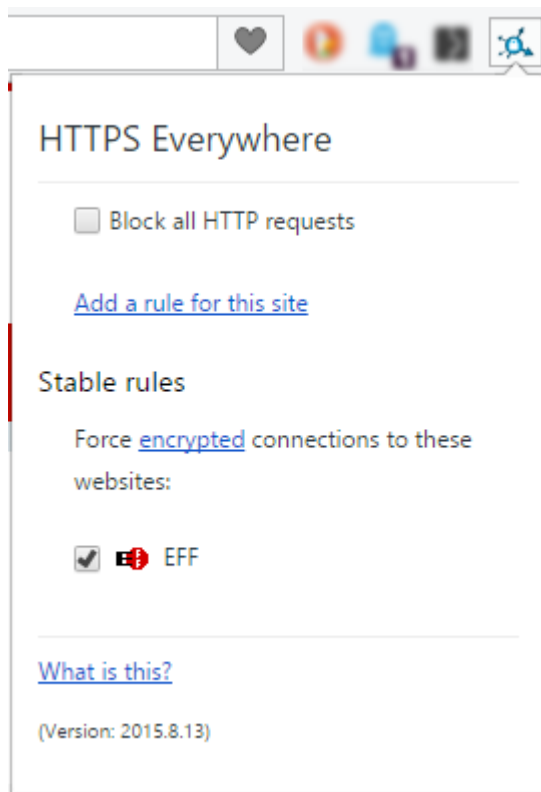 HTTPS Everywhere
Block all HTTP requests
Add a rule for this site
Stable rules
Force encrypted connections to these
websites:
EFF
What is this?
(Version: 2015.8.13)